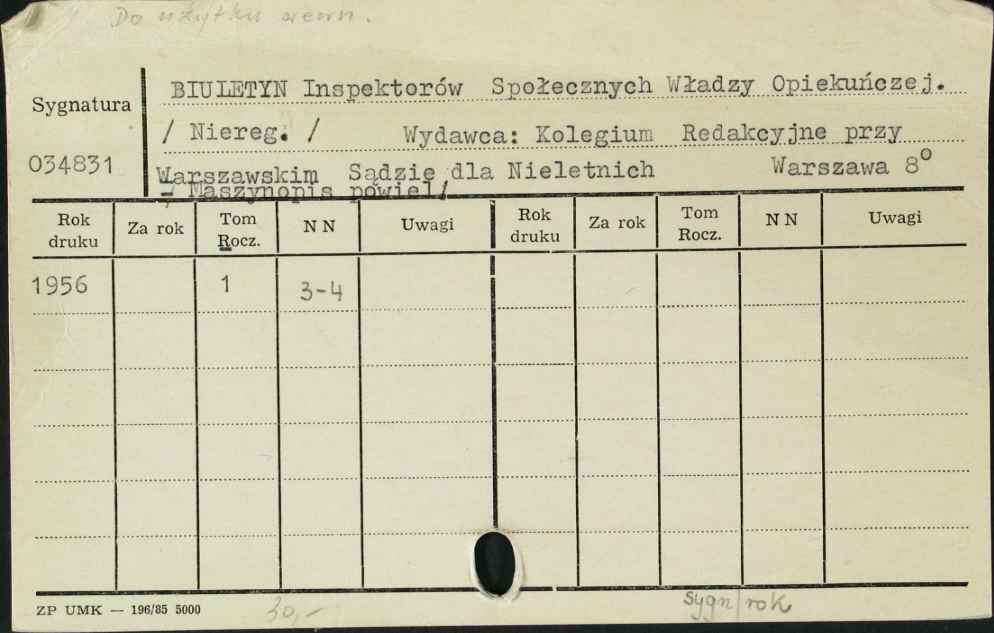 Do użytku wewn.
Sygnatura
034831
BIULETYN Inspektorów Społecznych Władzy Opiekuńczej.
/ Niereg. / Wydawca: Kolegium Redakcyjne przy
Warszawskim Sądzie dla Nieletnich Warszawa 8°
- Maszynopis powiel/
Rok druku Za rok Tom Rocz. N N Uwagi Rok druku Za rok Tom Rocz. N N Uwagi
1956 1 3-4
ZP UMK — 196/85 5000
30,-
sygn/rok